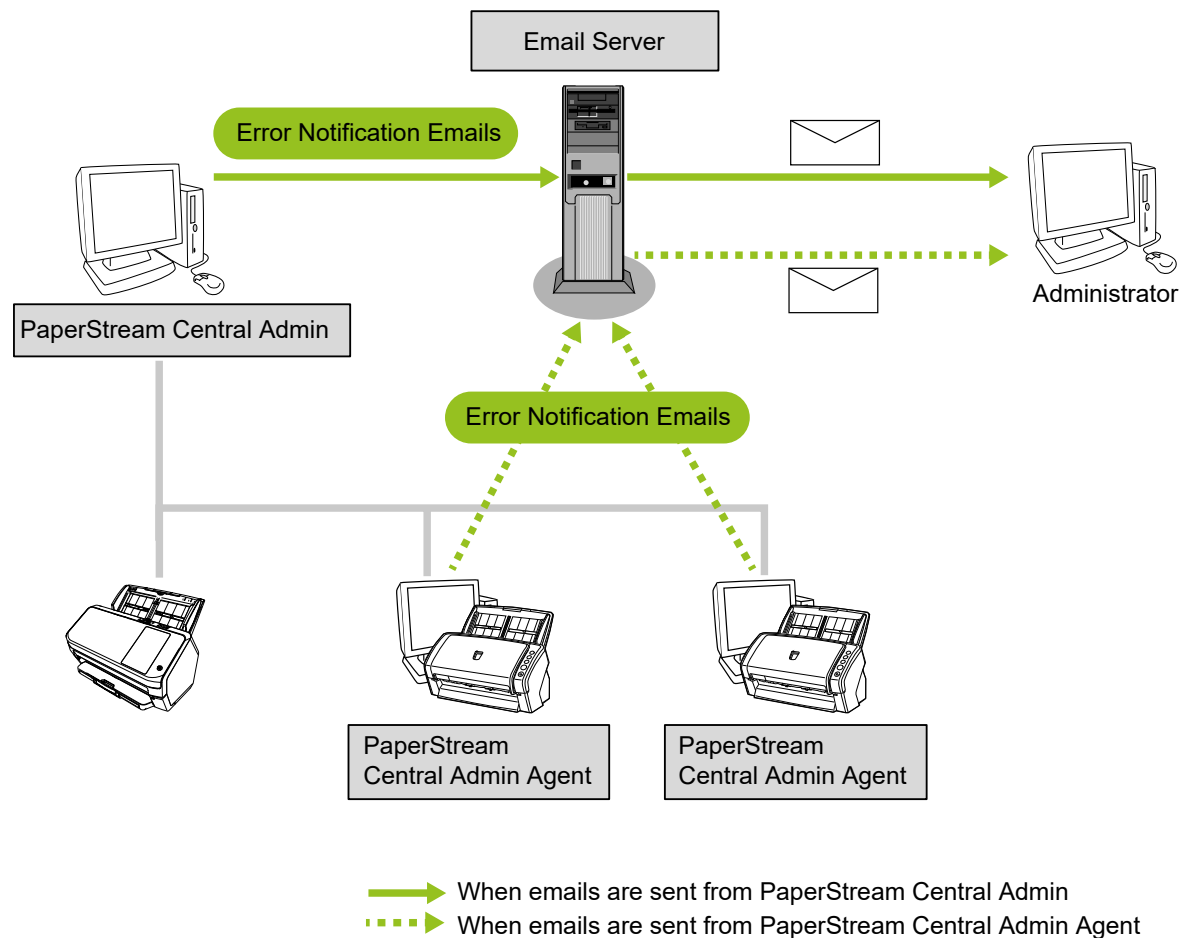 Email Server
Error Notification Emails
Administrator
PaperStream Central Admin
Error Notification Emails
PaperStream
Central Admin Agent
PaperStream
Central Admin Agent
When emails are sent from PaperStream Central Admin
When emails are sent from PaperStream Central Admin Agent